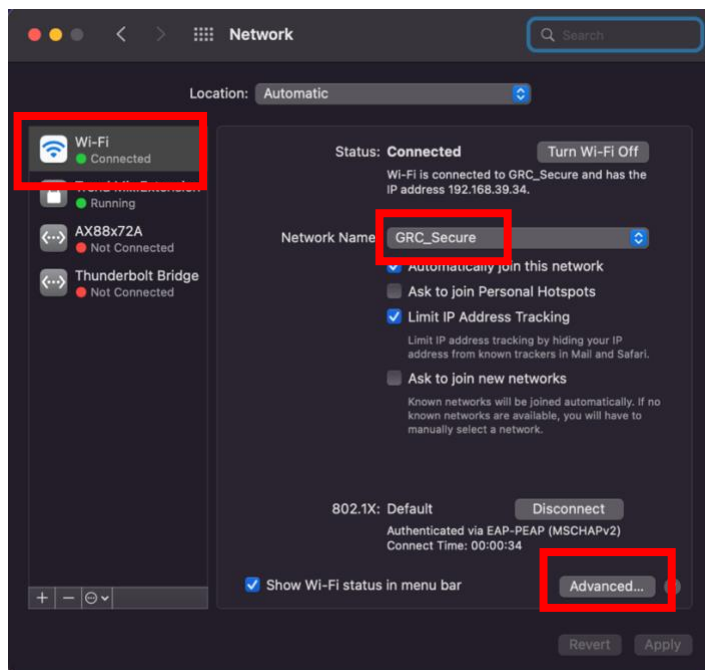 Network
Search
Location: Automatic
Wi-Fi
Connected
Running
AX88x72A
Not Connected
Thunderbolt Bridge
Not Connected
Status: Connected
Turn Wi-Fi Off
Wi-Fi is connected to GRC_Secure and has the
IP address 192.168.39.34.
Network Name GRC_Secure
Automatically join this network
Ask to join Personal Hotspots
Limit IP Address Tracking
Limit IP address tracking by hiding your IP
address from known trackers in Mail and Safari.
Ask to join new networks
Known networks will be joined automatically. If no
known networks are available, you will have to
manually select a network.
802.1X: Default
Disconnect
Authenticated via EAP-PEAP (MSCHAPv2)
Connect Time: 00:00:34
Show Wi-Fi status in menu bar
Advanced...
Revert
Apply